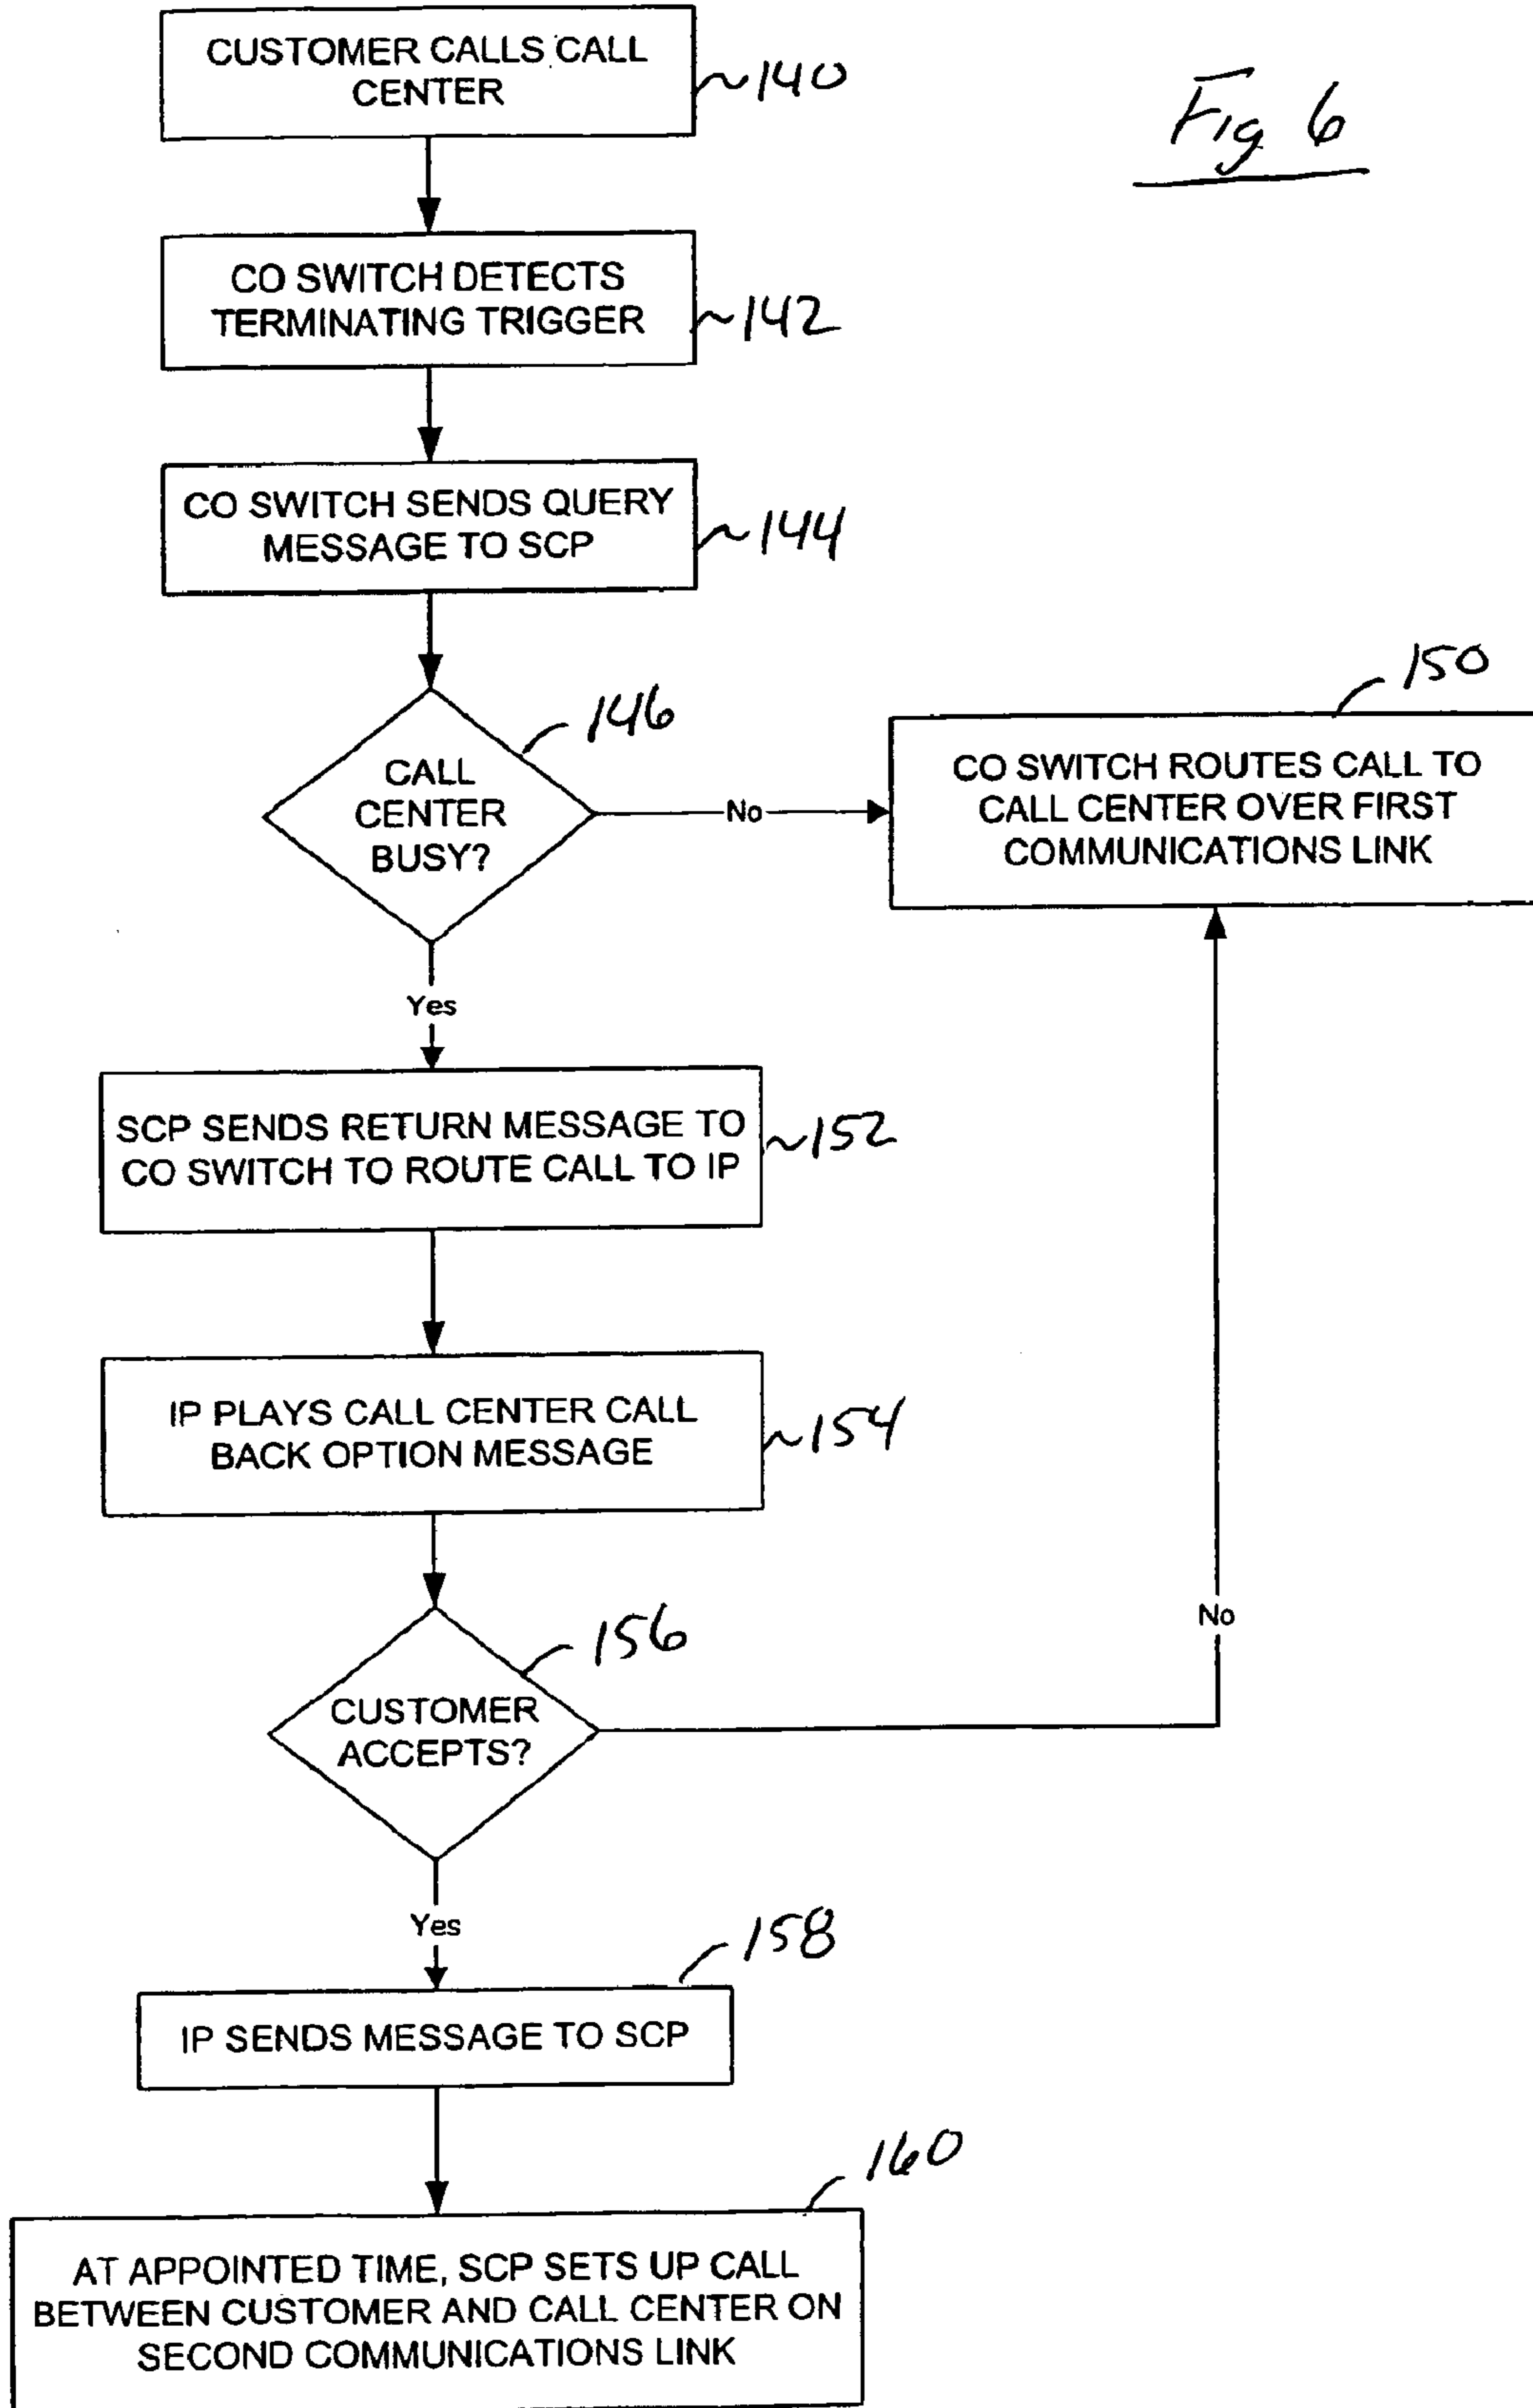 CUSTOMER CALLS CALL
CENTER
~140
Fig 6
CO SWITCH DETECTS
TERMINATING TRIGGER
~142
CO SWITCH SENDS QUERY
MESSAGE TO SCP
~144
146
CALL
CENTER
BUSY?
No
150
CO SWITCH ROUTES CALL TO
CALL CENTER OVER FIRST
COMMUNICATIONS LINK
Yes
SCP SENDS RETURN MESSAGE TO
CO SWITCH TO ROUTE CALL TO IP
~152
IP PLAYS CALL CENTER CALL
BACK OPTION MESSAGE
~154
156
CUSTOMER
ACCEPTS?
No
Yes
158
IP SENDS MESSAGE TO SCP
160
AT APPOINTED TIME, SCP SETS UP CALL
BETWEEN CUSTOMER AND CALL CENTER ON
SECOND COMMUNICATIONS LINK